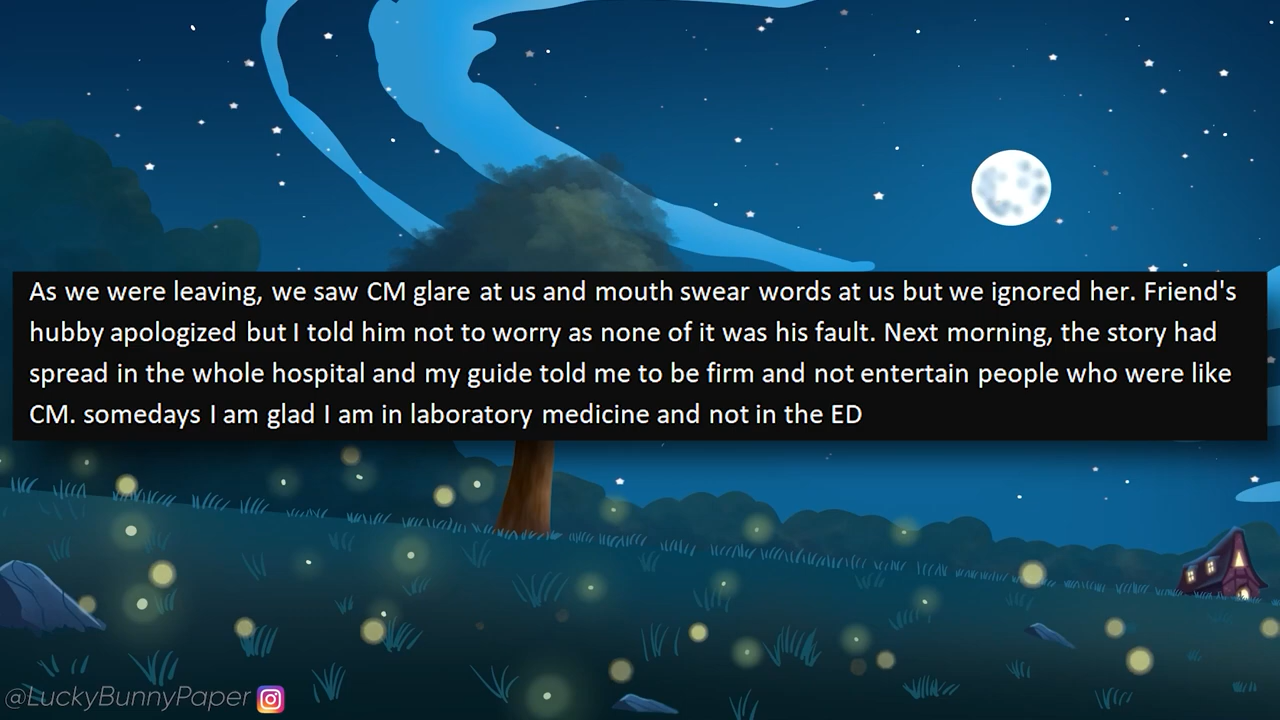 As we were leaving, we saw CM glare at us and mouth swear words at us but we ignored her. Friend's
hubby apologized but I told him not to worry as none of it was his fault. Next morning, the story had
spread in the whole hospital and my guide told me to be firm and not entertain people who were like
CM. somedays I am glad I am in laboratory medicine and not in the ED
@LuckyBunnyPaper